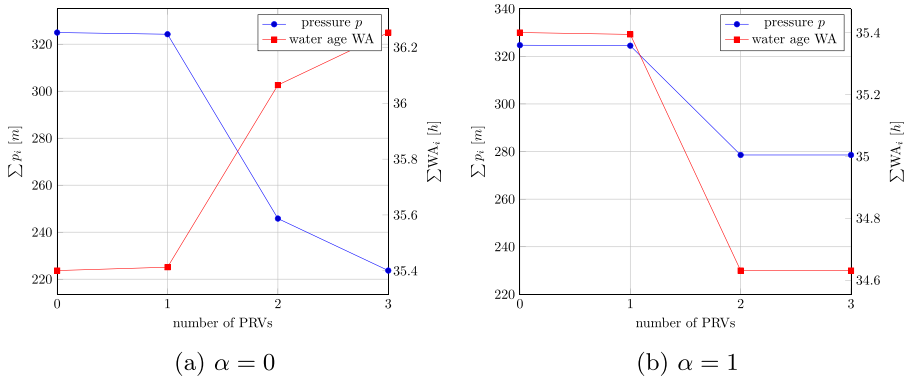 pressure p
water age WA
320
300
280
260
240
220
∑ p_i [m]
36.2
36
35.8
35.6
35.4
∑WA_i [h]
0 1 2 3
number of PRVs
(a) α = 0
pressure p
water age WA
340
320
300
280
260
240
220
∑ p_i [m]
35.4
35.2
35
34.8
34.6
∑WA_i [h]
0 1 2 3
number of PRVs
(b) α = 1